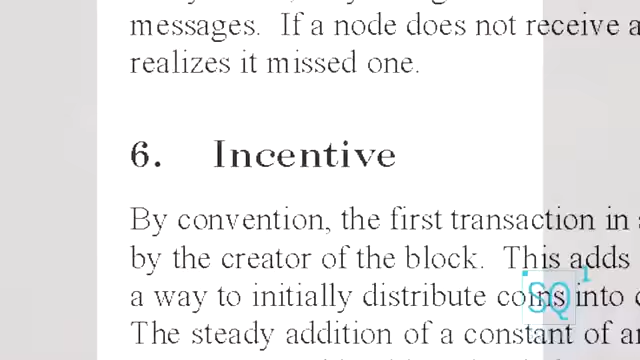 messages. If a node does not receive a
realizes it missed one.
6. Incentive
By convention, the first transaction in
by the creator of the block. This adds
a way to initially distribute coins into
The steady addition of a constant of
SQ1